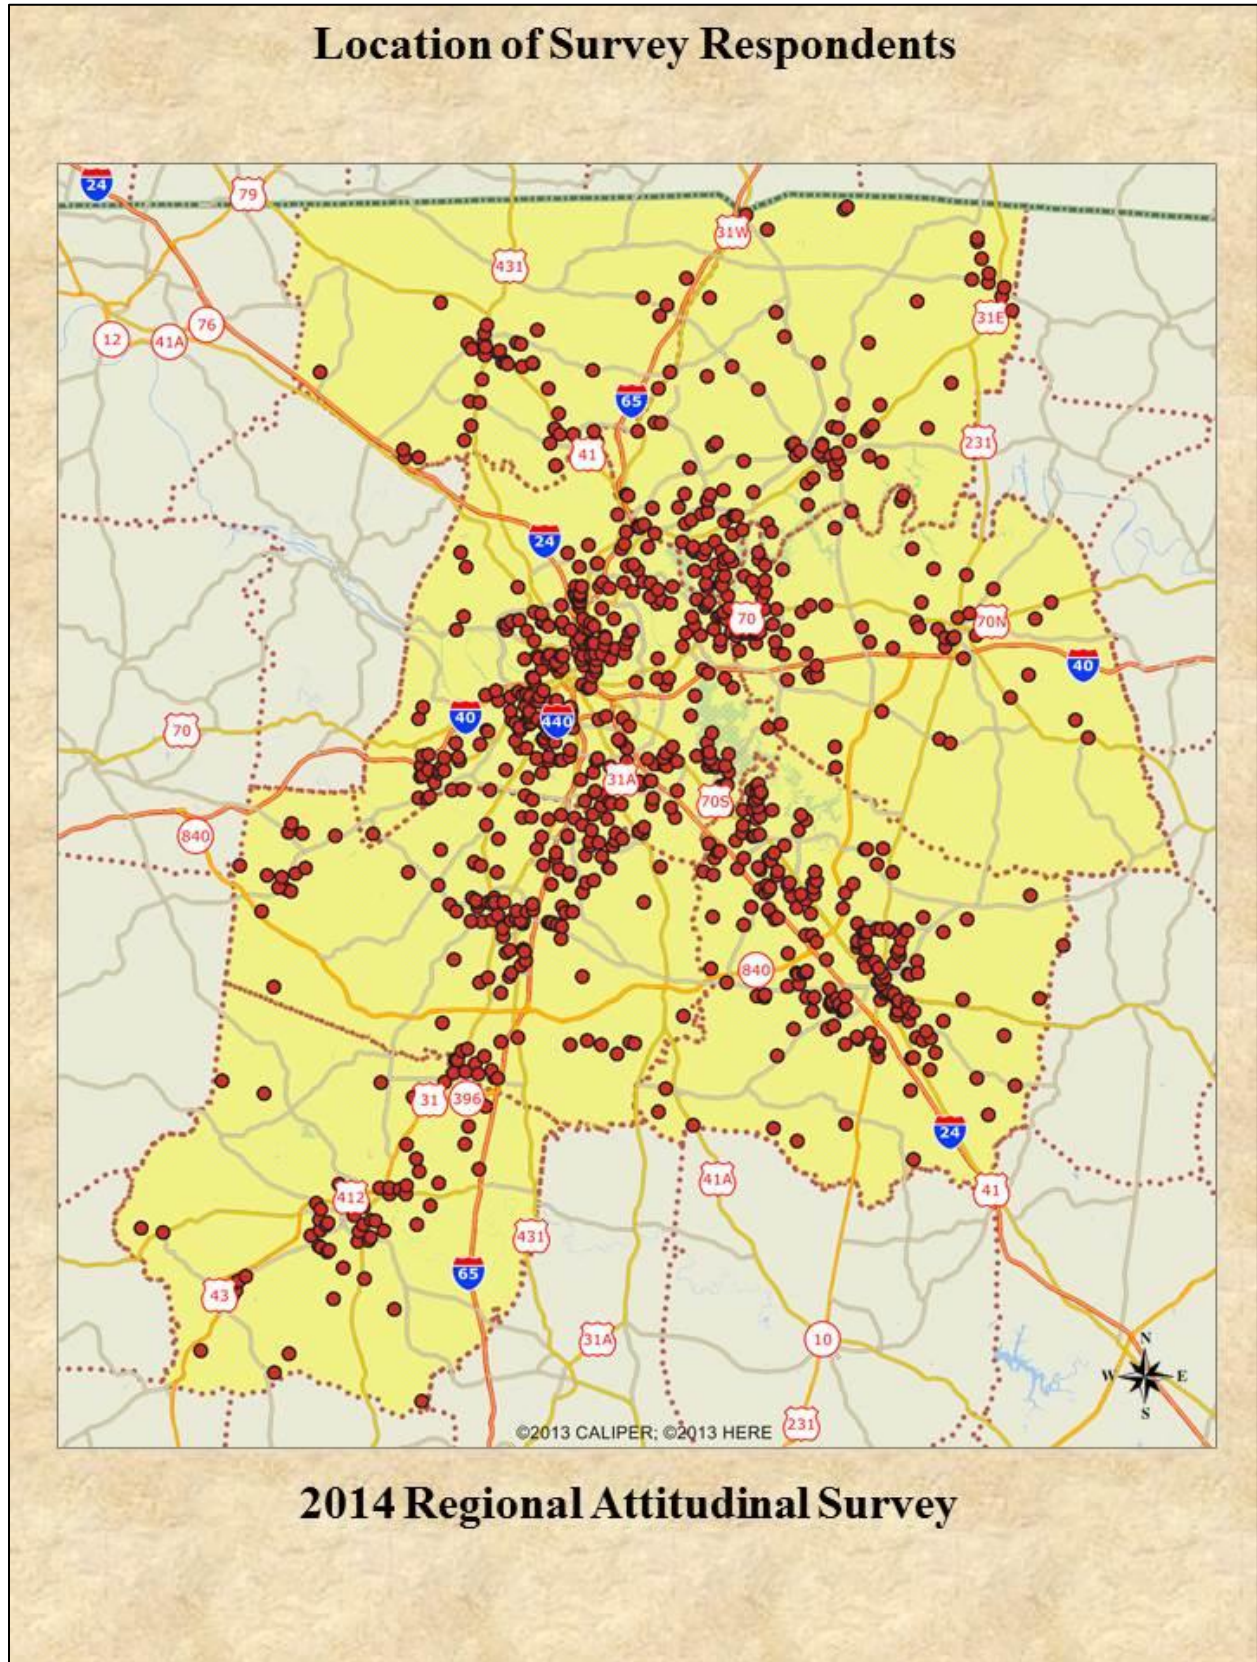 Location of Survey Respondents
24
79
31W
431
12
41A
76
31E
65
41
231
24
70
70N
40
70
40
440
31A
70S
840
840
31
396
24
412
41A
41
431
65
43
31A
10
N
W
E
S
231
©2013 CALIPER; ©2013 HERE
2014 Regional Attitudinal Survey